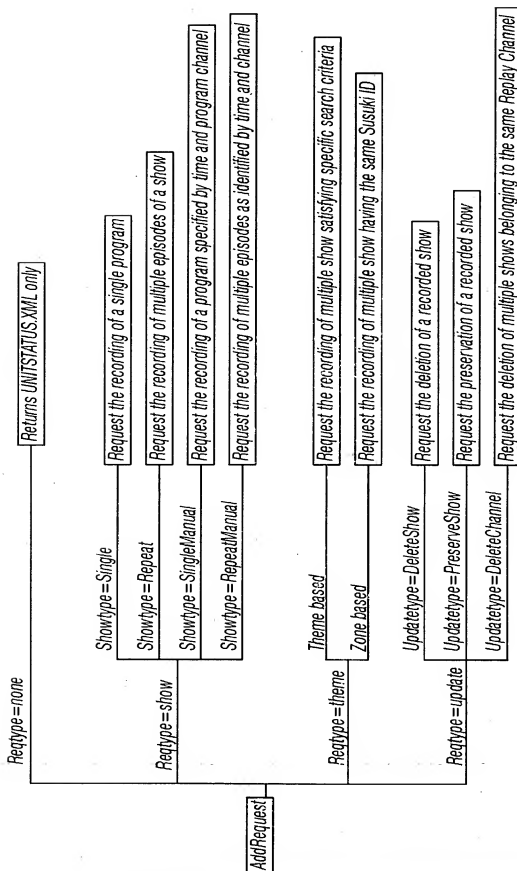 AddRequest
Reqtype=none
Returns UNITSTATUS.XML only
Reqtype=show
Showtype=Single
Request the recording of a single program
Showtype=Repeat
Request the recording of multiple episodes of a show
Showtype=SingleManual
Request the recording of a program specified by time and program channel
Showtype=RepeatManual
Request the recording of multiple episodes as identified by time and channel
Reqtype=theme
Theme based
Request the recording of multiple show satisfying specific search criteria
Zone based
Request the recording of multiple show having the same Susuki ID
Reqtype=update
Updatetype=DeleteShow
Request the deletion of a recorded show
Updatetype=PreserveShow
Request the preservation of a recorded show
Updatetype=DeleteChannel
Request the deletion of multiple shows belonging to the same Replay Channel